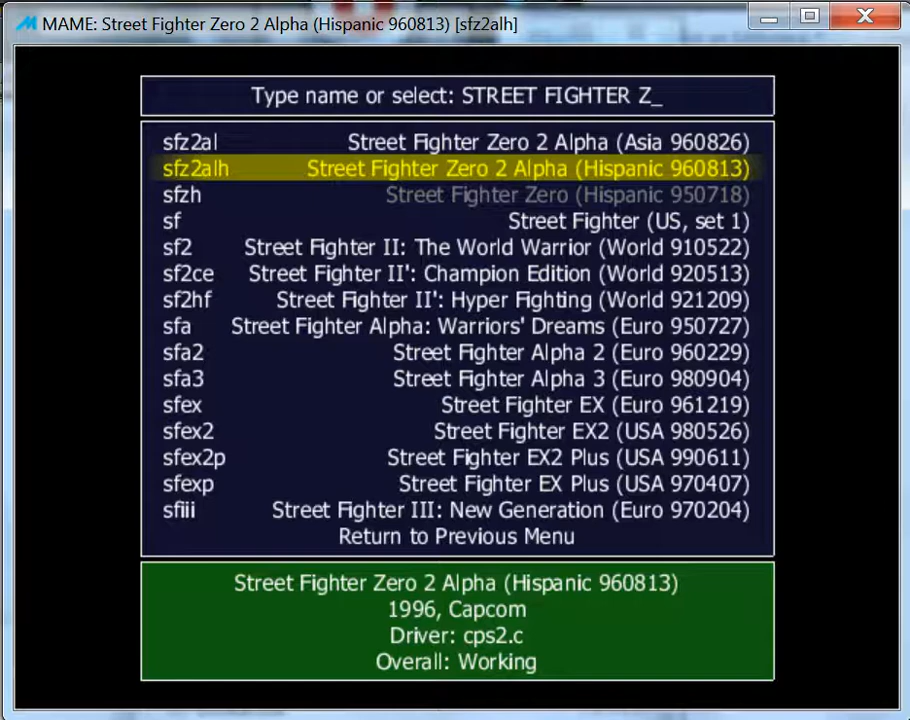 MAME: Street Fighter Zero 2 Alpha (Hispanic 960813) [sfz2alh]
Type name or select: STREET FIGHTER Z_
sfz2al Street Fighter Zero 2 Alpha (Asia 960826)
sfz2alh Street Fighter Zero 2 Alpha (Hispanic 960813)
sfzh Street Fighter Zero (Hispanic 950718)
sf Street Fighter (US, set 1)
sf2 Street Fighter II: The World Warrior (World 910522)
sf2ce Street Fighter II': Champion Edition (World 920513)
sf2hf Street Fighter II': Hyper Fighting (World 921209)
sfa Street Fighter Alpha: Warriors' Dreams (Euro 950727)
sfa2 Street Fighter Alpha 2 (Euro 960229)
sfa3 Street Fighter Alpha 3 (Euro 980904)
sfex Street Fighter EX (Euro 961219)
sfex2 Street Fighter EX2 (USA 980526)
sfex2p Street Fighter EX2 Plus (USA 990611)
sfexp Street Fighter EX Plus (USA 970407)
sfiii Street Fighter III: New Generation (Euro 970204)
Return to Previous Menu
Street Fighter Zero 2 Alpha (Hispanic 960813)
1996, Capcom
Driver: cps2.c
Overall: Working